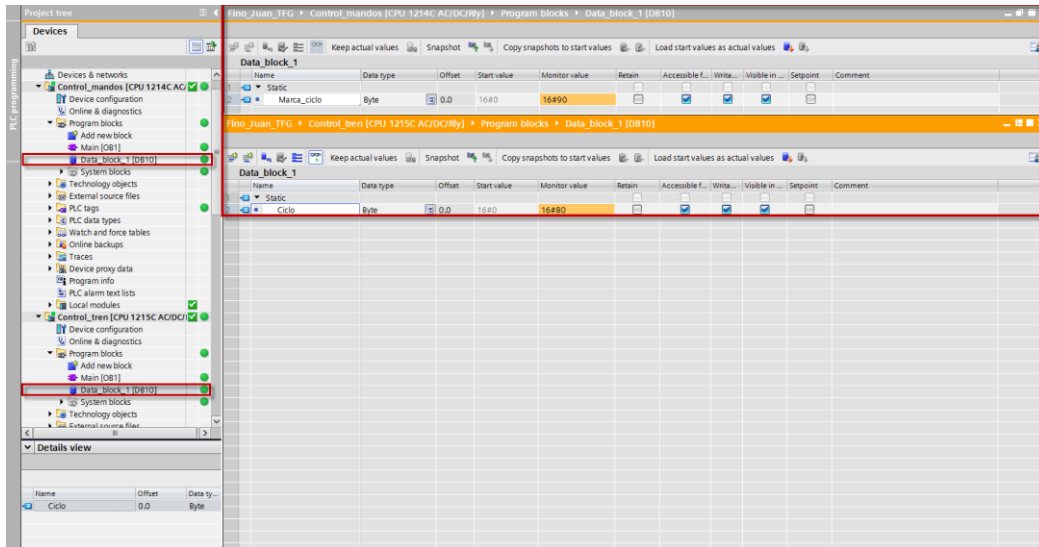 Project tree
Devices
PLC programming
Devices & networks
Control_mandos [CPU 1214C AC/
Device configuration
Online & diagnostics
Program blocks
Add new block
Main [OB1]
Data_block_1 [DB10]
System blocks
Technology objects
External source files
PLC tags
PLC data types
Watch and force tables
Online backups
Traces
Device proxy data
Program info
PLC alarm text lists
Local modules
Control_tren [CPU 1215C AC/DC/
Device configuration
Online & diagnostics
Program blocks
Add new block
Main [OB1]
Data_block_1 [DB10]
System blocks
Technology objects
External source files
Details view
Name Offset Data ty...
Ciclo 0.0 Byte
Fino_Juan_TFG Control_mandos [CPU 1214C AC/DC/Rly] Program blocks Data_block_1 [DB10]
Keep actual values Snapshot Copy snapshots to start values Load start values as actual values
Data_block_1
Name Data type Offset Start value Monitor value Retain Accessible f... Writa... Visible in ... Setpoint Comment
1 Static
2 Marca_ciclo Byte 0.0 16#0 16#90
Fino_Juan_TFG Control_tren [CPU 1215C AC/DC/Rly] Program blocks Data_block_1 [DB10]
Keep actual values Snapshot Copy snapshots to start values Load start values as actual values
Data_block_1
Name Data type Offset Start value Monitor value Retain Accessible f... Writa... Visible in ... Setpoint Comment
1 Static
2 Ciclo Byte 0.0 16#0 16#80